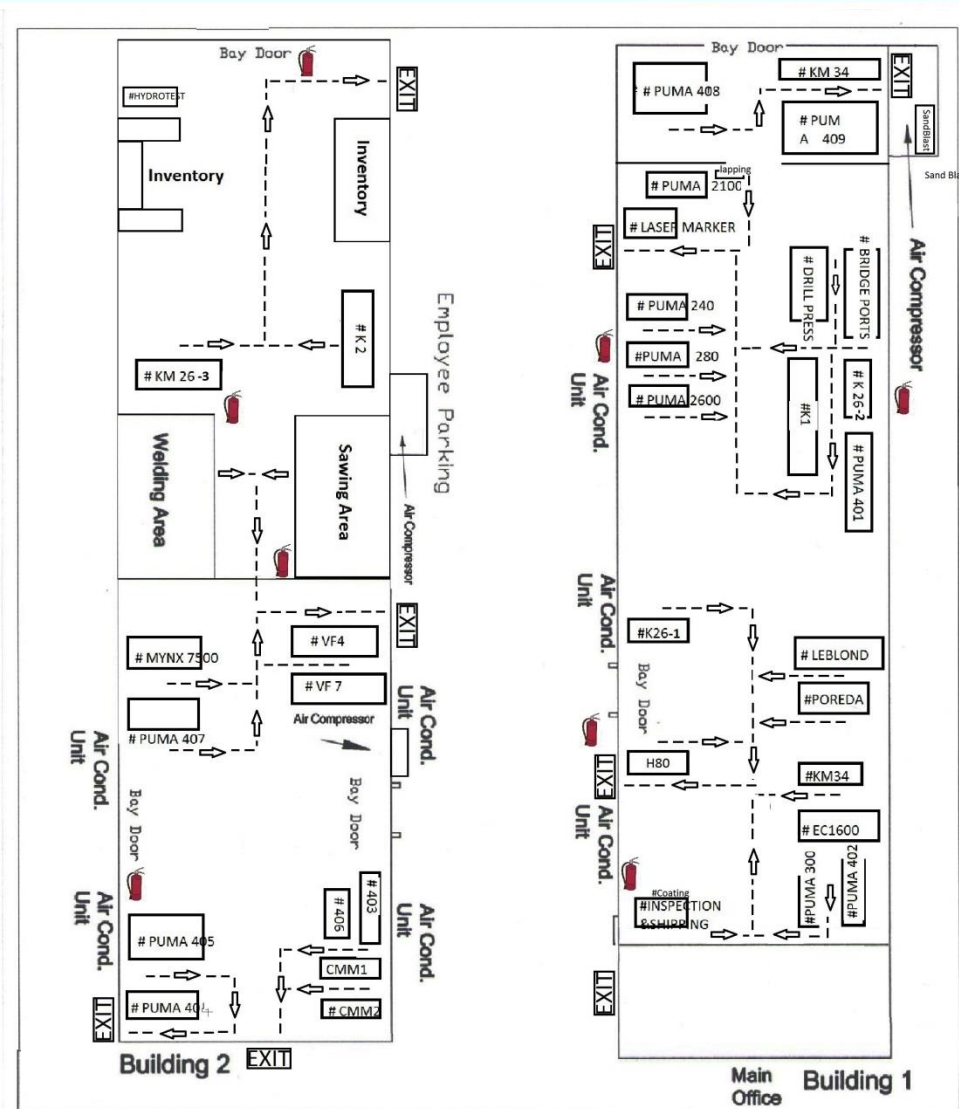 Bay Door
EXIT
#HYDROTEST
Inventory
Inventory
# K 2
# KM 26-3
Welding Area
Sawing Area
Employee Parking
Air Compressor
EXIT
# VF4
# MYNX 7500
# VF 7
Air Compressor
# PUMA 407
Air Cond.
Unit
Air Cond.
Unit
Bay Door
Bay Door
# 403
# 406
Air Cond.
Unit
Air Cond.
Unit
# PUMA 405
CMM1
# CMM2
# PUMA 404
EXIT
Building 2
EXIT
Bay Door
# KM 34
EXIT
# PUMA 408
# PUM
A 409
SandBlast
Sand Bla
lapping
# PUMA 2100
# LASER MARKER
EXIT
# BRIDGE PORTS
# DRILL PRESS
Air Compressor
# PUMA 240
#PUMA 280
# PUMA 2600
Air Cond.
Unit
# K 26-2
#K1
# PUMA 401
Air Cond.
Unit
#K26-1
# LEBLOND
#POREDA
Bay Door
H80
EXIT
#KM34
# EC1600
Air Cond.
Unit
#PUMA 300
#PUMA 402
#Coating
#INSPECTION
&SHIPPING
EXIT
Main
Office
Building 1